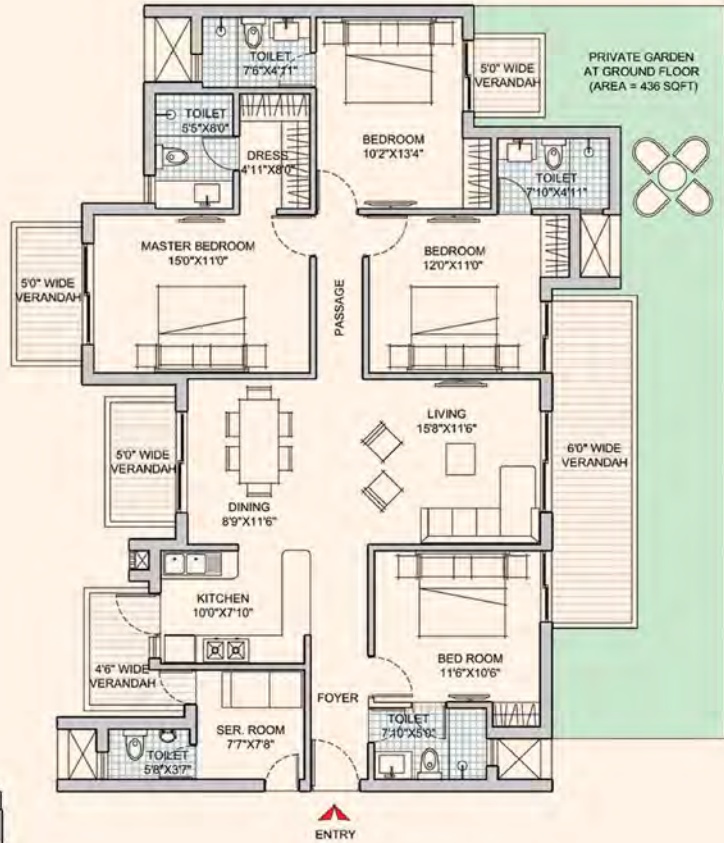 TOILET
7'6"X4'11"
5'0" WIDE
VERANDAH
PRIVATE GARDEN
AT GROUND FLOOR
(AREA = 436 SQFT)
TOILET
5'5"X8'0"
DRESS
4'11"X8'0"
BEDROOM
10'2"X13'4"
TOILET
7'10"X4'11"
MASTER BEDROOM
15'0"X11'0"
BEDROOM
12'0"X11'0"
5'0" WIDE
VERANDAH
PASSAGE
LIVING
15'8"X11'6"
5'0" WIDE
VERANDAH
6'0" WIDE
VERANDAH
DINING
8'9"X11'6"
KITCHEN
10'0"X7'10"
4'6" WIDE
VERANDAH
BED ROOM
11'6"X10'6"
FOYER
SER. ROOM
7'7"X7'8"
TOILET
7'10"X5'0"
TOILET
5'8"X3'7"
ENTRY